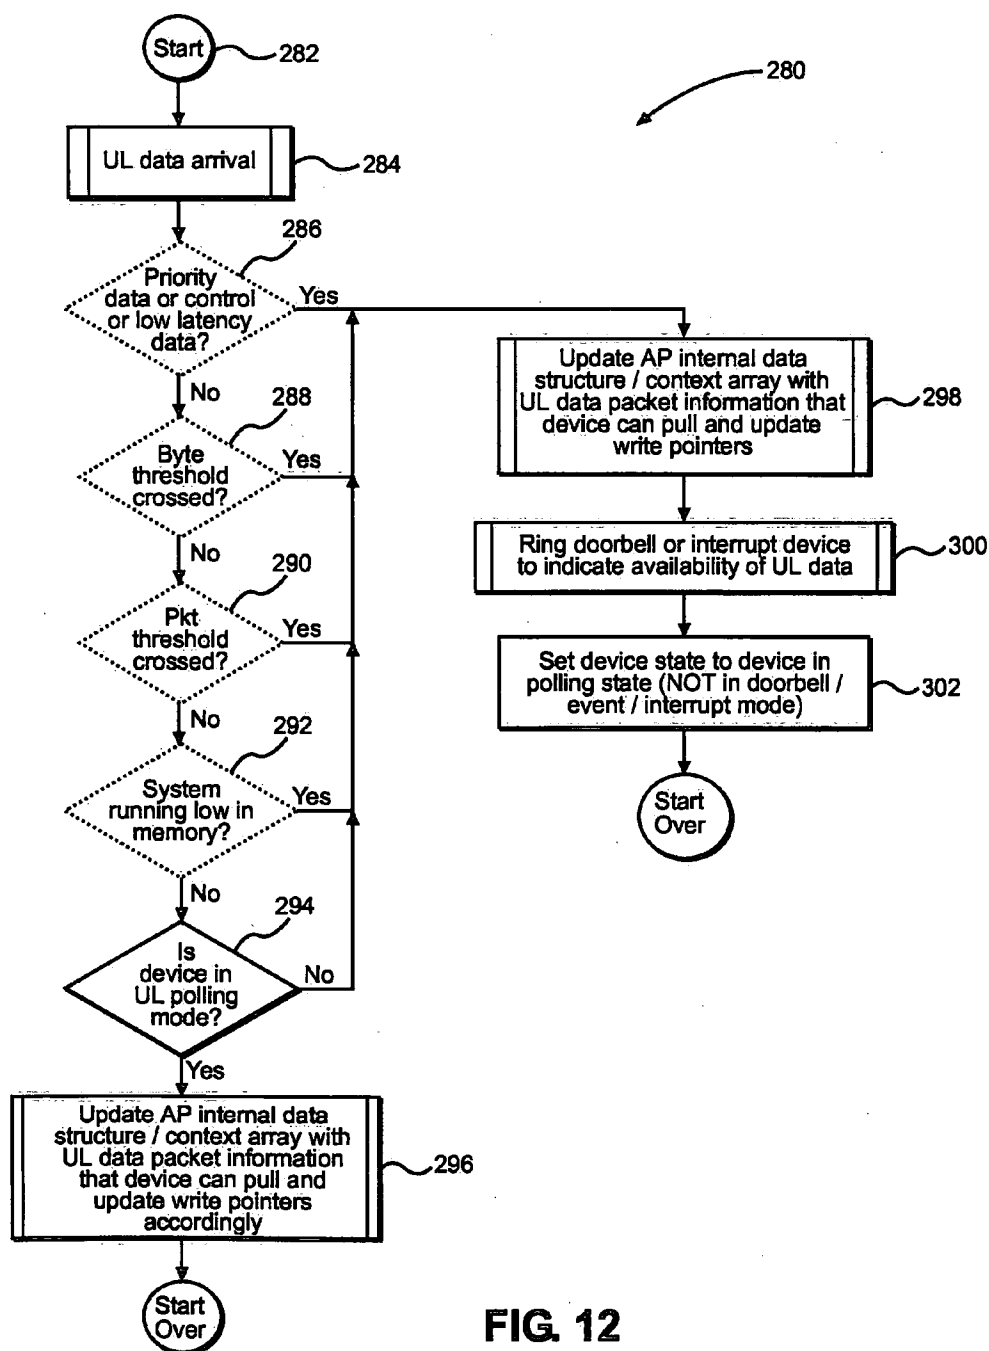 Start
282
280
UL data arrival
284
286
Priority
data or control
or low latency
data?
Yes
No
288
Byte
threshold
crossed?
Yes
No
290
Pkt
threshold
crossed?
Yes
No
292
System
running low in
memory?
Yes
No
294
Is
device in
UL polling
mode?
No
Yes
Update AP internal data
structure / context array with
UL data packet information
that device can pull and
update write pointers
accordingly
296
Start
Over
Update AP internal data
structure / context array with
UL data packet information that
device can pull and update
write pointers
298
Ring doorbell or interrupt device
to indicate availability of UL data
300
Set device state to device in
polling state (NOT in doorbell /
event / interrupt mode)
302
Start
Over
FIG. 12